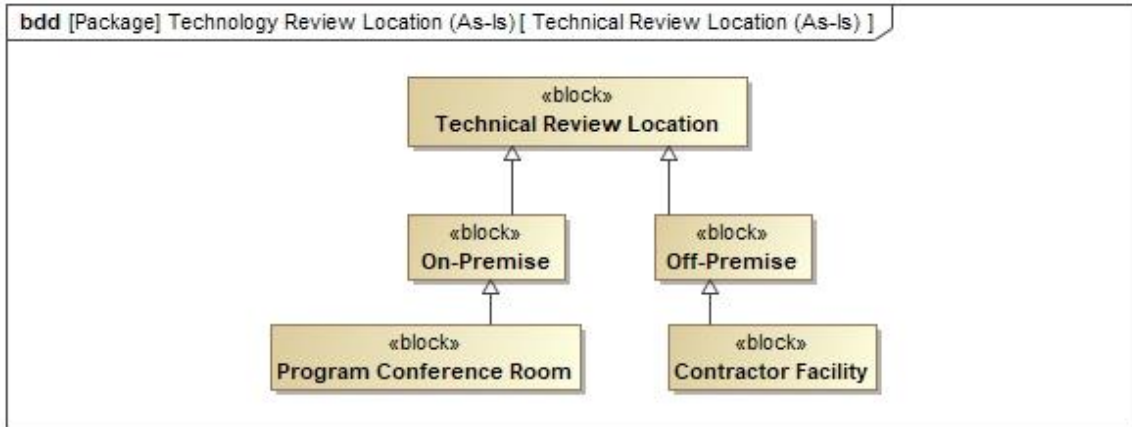 bdd [Package] Technology Review Location (As-Is) [ Technical Review Location (As-Is) ]
«block»
Technical Review Location
«block»
On-Premise
«block»
Off-Premise
«block»
Program Conference Room
«block»
Contractor Facility